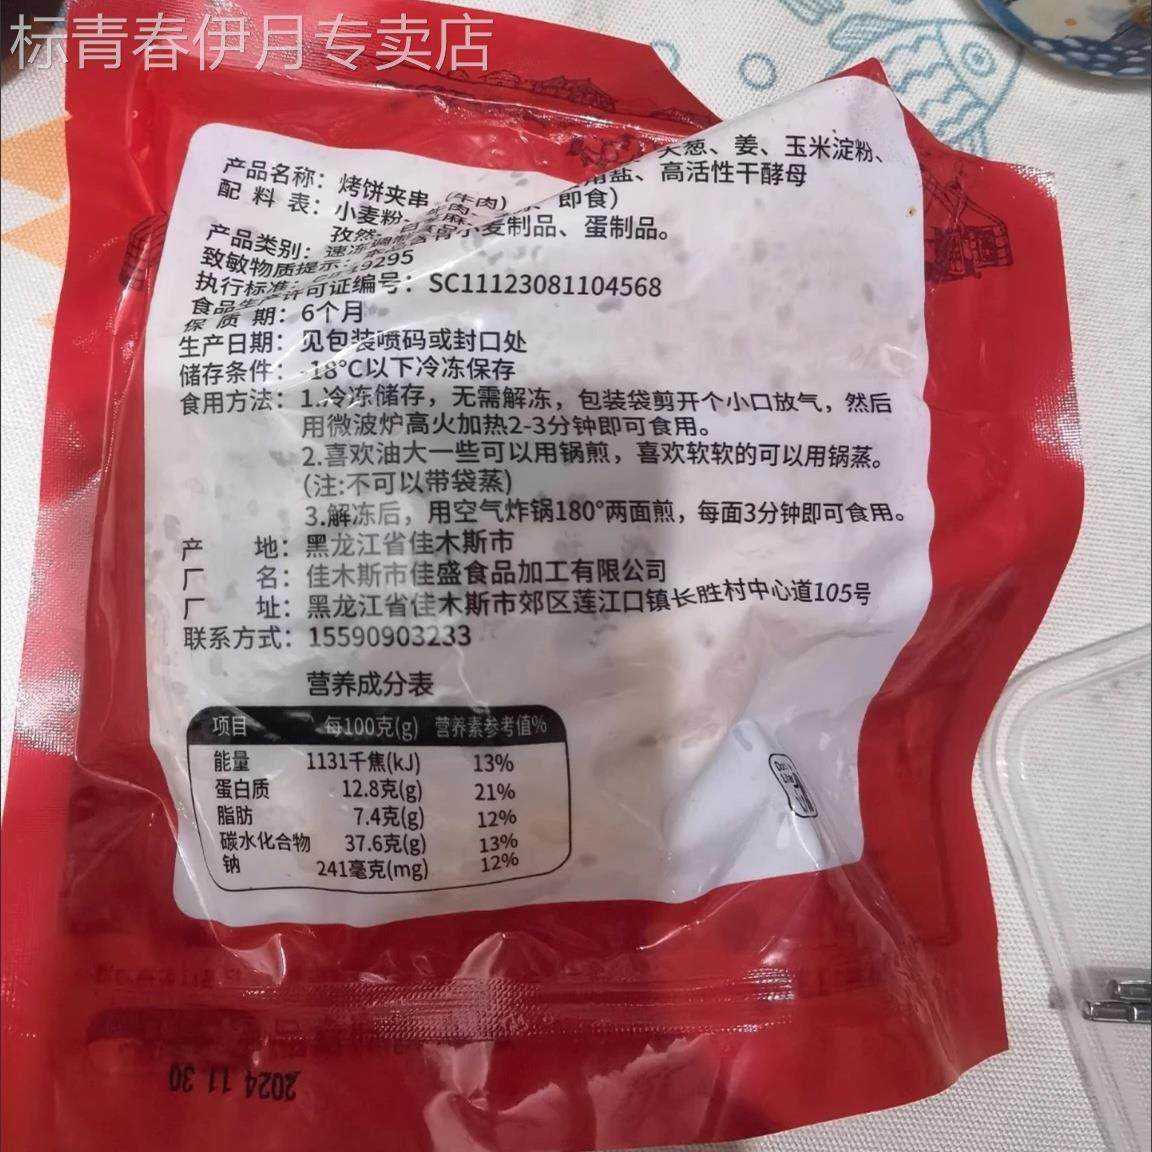 标青春伊月专卖店
产品名称：烤饼夹串（牛肉）
配料表：小麦粉、 大葱、姜、玉米淀粉、
孜然、 食用盐、高活性干酵母
产品类别：速冻调制 即食）
致敏物质提示： 小麦制品、蛋制品。
执行标准： 19295
食品生产许可证编号：SC11123081104568
保质期：6个月
生产日期：见包装喷码或封口处
储存条件：-18℃以下冷冻保存
食用方法：1.冷冻储存，无需解冻，包装袋剪开个小口放气，然后
用微波炉高火加热2-3分钟即可食用。
2.喜欢油大一些可以用锅煎，喜欢软软的可以用锅蒸。
(注:不可以带袋蒸)
3.解冻后，用空气炸锅180°两面煎，每面3分钟即可食用。
产地：黑龙江省佳木斯市
厂名：佳木斯市佳盛食品加工有限公司
厂址：黑龙江省佳木斯市郊区莲江口镇长胜村中心道105号
联系方式：15590903233
营养成分表
项目 每100克(g) 营养素参考值%
能量 1131千焦(kJ) 13%
蛋白质 12.8克(g) 21%
脂肪 7.4克(g) 12%
碳水化合物 37.6克(g) 13%
钠 241毫克(mg) 12%
2024 11 30